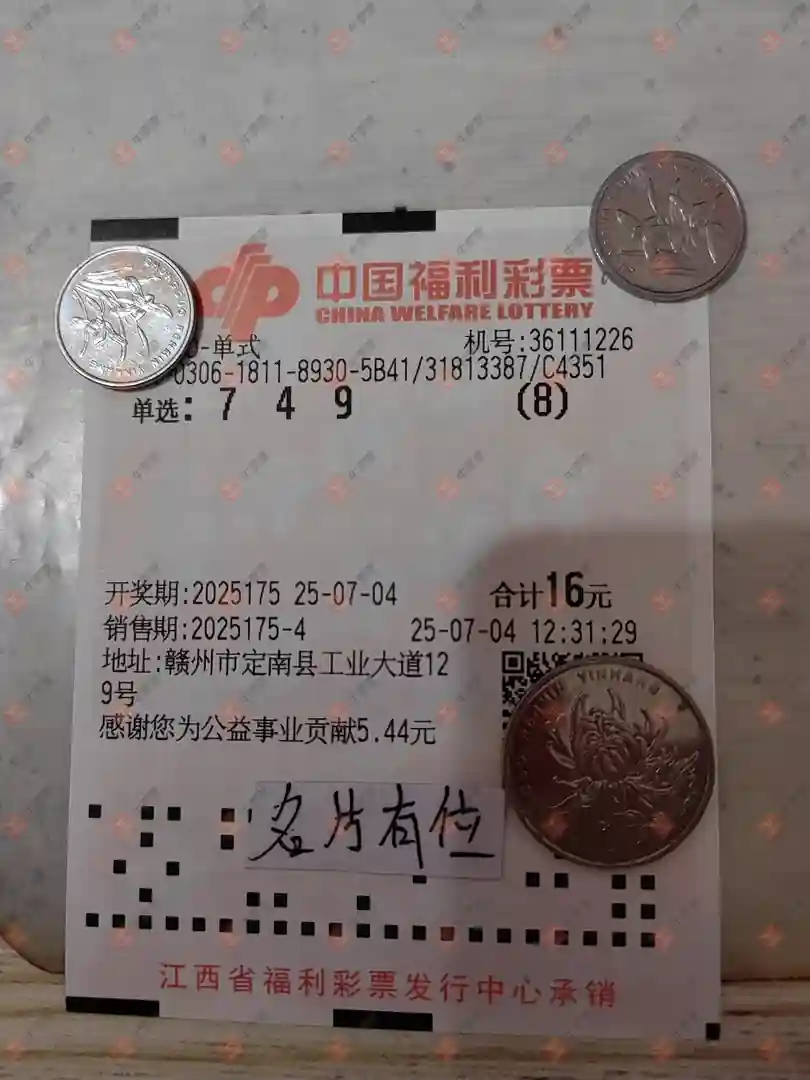 中国福利彩票
CHINA WELFARE LOTTERY
-单式 机号:36111226
0306-1811-8930-5B41/31813387/C4351
单选: 7 4 9 (8)
开奖期:2025175 25-07-04 合计16元
销售期:2025175-4 25-07-04 12:31:29
地址:赣州市定南县工业大道12
9号
感谢您为公益事业贡献5.44元
名片有位
江西省福利彩票发行中心承销